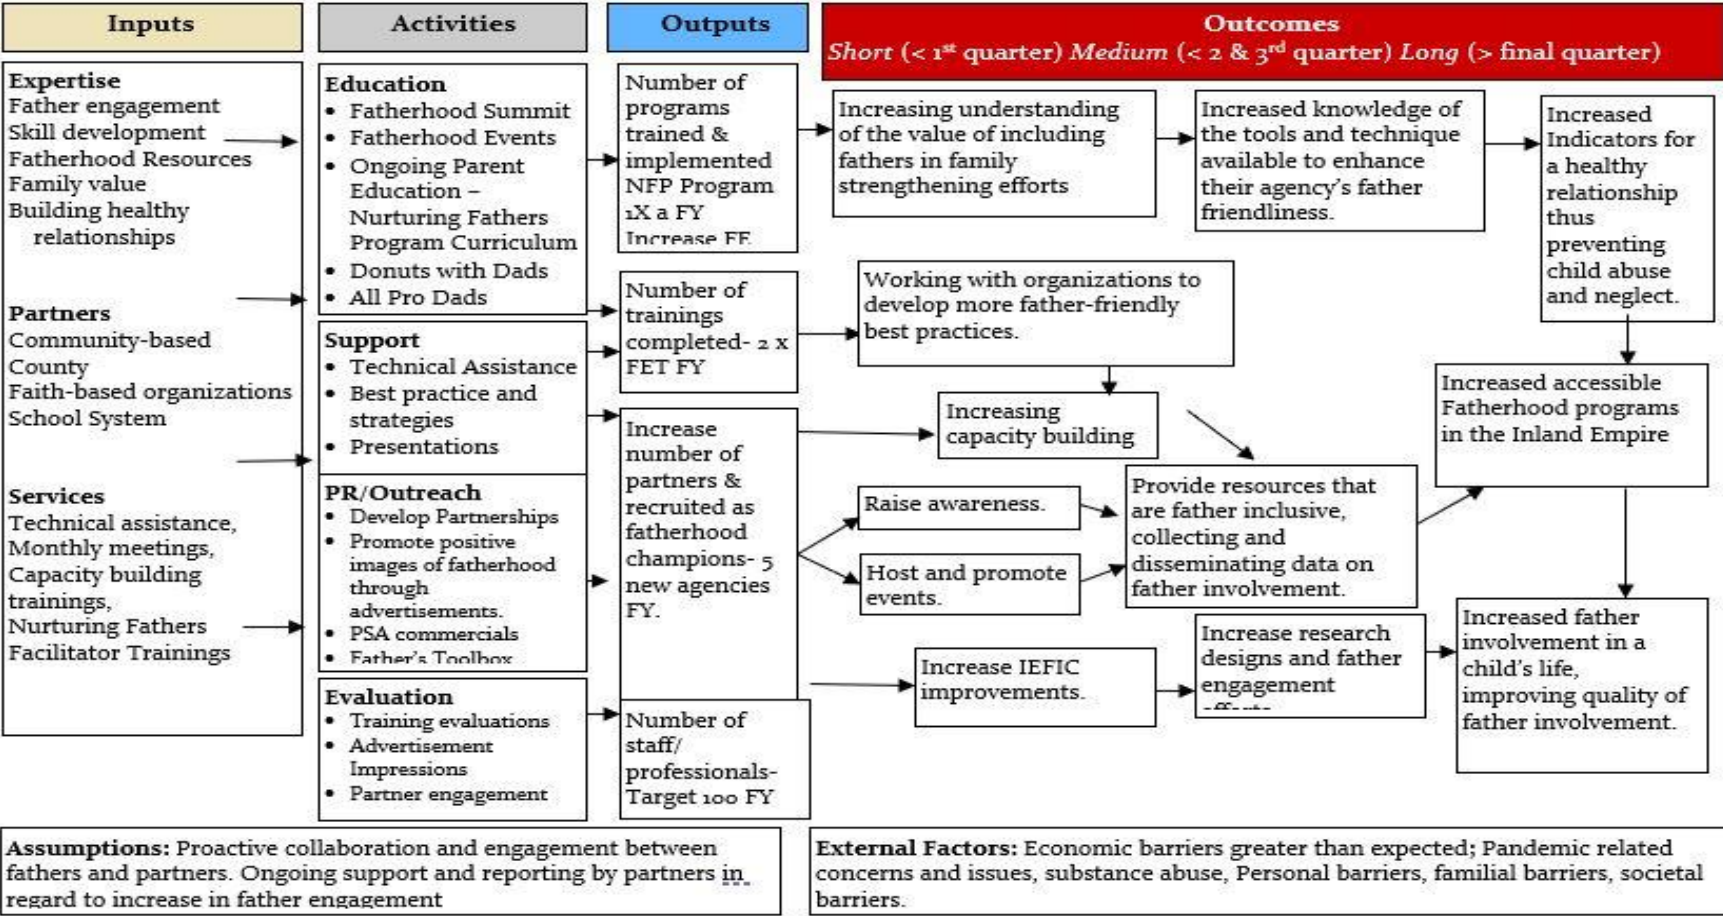 Inputs
Expertise
Father engagement
Skill development
Fatherhood Resources
Family value
Building healthy
relationships
Partners
Community-based
County
Faith-based organizations
School System
Services
Technical assistance,
Monthly meetings,
Capacity building
trainings,
Nurturing Fathers
Facilitator Trainings
Activities
Education
• Fatherhood Summit
• Fatherhood Events
• Ongoing Parent
Education –
Nurturing Fathers
Program Curriculum
• Donuts with Dads
• All Pro Dads
Support
• Technical Assistance
• Best practice and
strategies
• Presentations
PR/Outreach
• Develop Partnerships
• Promote positive
images of fatherhood
through
advertisements.
• PSA commercials
• Father's Toolbox
Evaluation
• Training evaluations
• Advertisement
Impressions
• Partner engagement
Outputs
Number of
programs
trained &
implemented
NFP Program
1X a FY
Increase FE
Number of
trainings
completed- 2 x
FET FY
Increase
number of
partners &
recruited as
fatherhood
champions- 5
new agencies
FY.
Number of
staff/
professionals-
Target 100 FY
Outcomes
Short (< 1st quarter) Medium (< 2 & 3rd quarter) Long (> final quarter)
Increasing understanding
of the value of including
fathers in family
strengthening efforts
Increased knowledge of
the tools and technique
available to enhance
their agency's father
friendliness.
Increased
Indicators for
a healthy
relationship
thus
preventing
child abuse
and neglect.
Working with organizations to
develop more father-friendly
best practices.
Increasing
capacity building
Increased accessible
Fatherhood programs
in the Inland Empire
Raise awareness.
Host and promote
events.
Provide resources that
are father inclusive,
collecting and
disseminating data on
father involvement.
Increase IEFIC
improvements.
Increase research
designs and father
engagement
Increased father
involvement in a
child's life,
improving quality of
father involvement.
Assumptions: Proactive collaboration and engagement between
fathers and partners. Ongoing support and reporting by partners in
regard to increase in father engagement
External Factors: Economic barriers greater than expected; Pandemic related
concerns and issues, substance abuse, Personal barriers, familial barriers, societal
barriers.